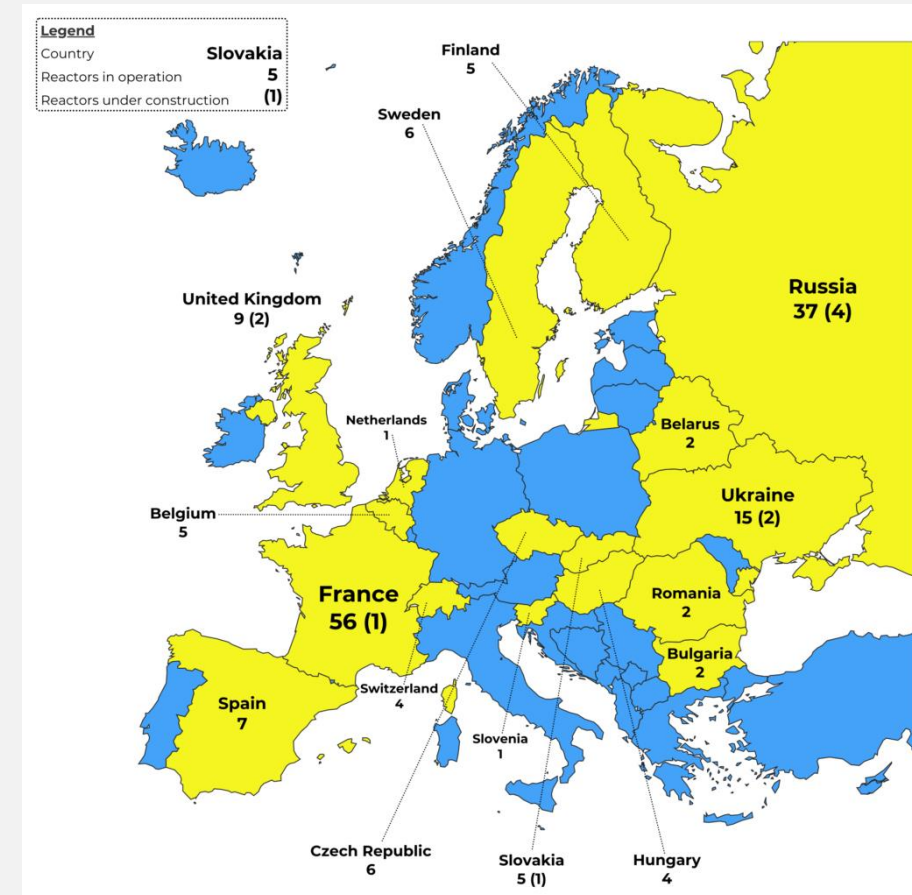 Legend
Country Slovakia
Reactors in operation 5
Reactors under construction (1)
Finland
5
Sweden
6
Russia
37 (4)
United Kingdom
9 (2)
Netherlands
1
Belarus
2
Belgium
5
Ukraine
15 (2)
France
56 (1)
Romania
2
Bulgaria
2
Switzerland
4
Spain
7
Slovenia
1
Czech Republic
6
Slovakia
5 (1)
Hungary
4